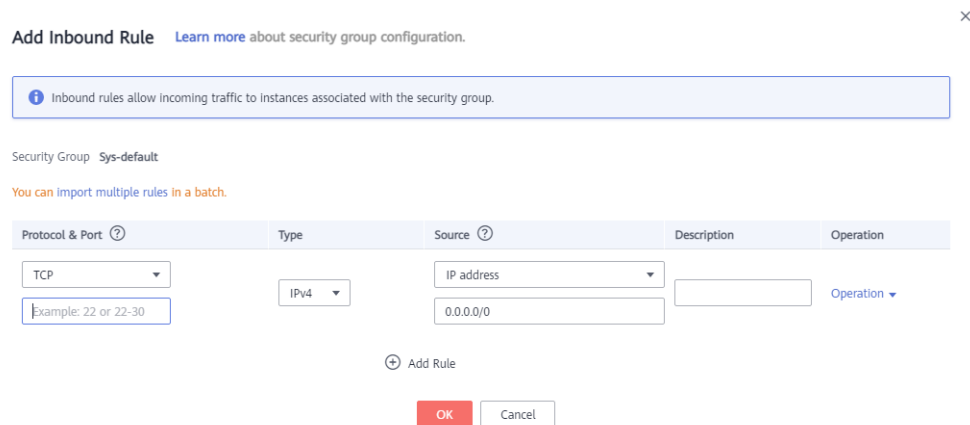 Add Inbound Rule Learn more about security group configuration.
Inbound rules allow incoming traffic to instances associated with the security group.
Security Group Sys-default
You can import multiple rules in a batch.
Protocol & Port Type Source Description Operation
TCP IP address
IPv4 Operation
Example: 22 or 22-30 0.0.0.0/0
Add Rule
OK Cancel